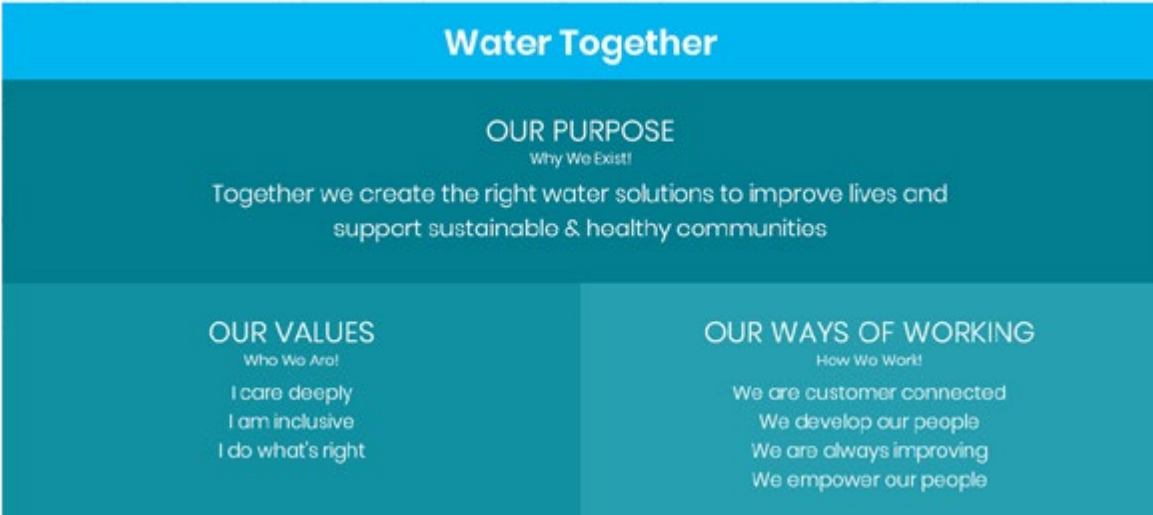 Water Together
OUR PURPOSE
Why We Exist!
Together we create the right water solutions to improve lives and
support sustainable & healthy communities
OUR VALUES
Who We Are!
I care deeply
I am inclusive
I do what's right
OUR WAYS OF WORKING
How We Work!
We are customer connected
We develop our people
We are always improving
We empower our people